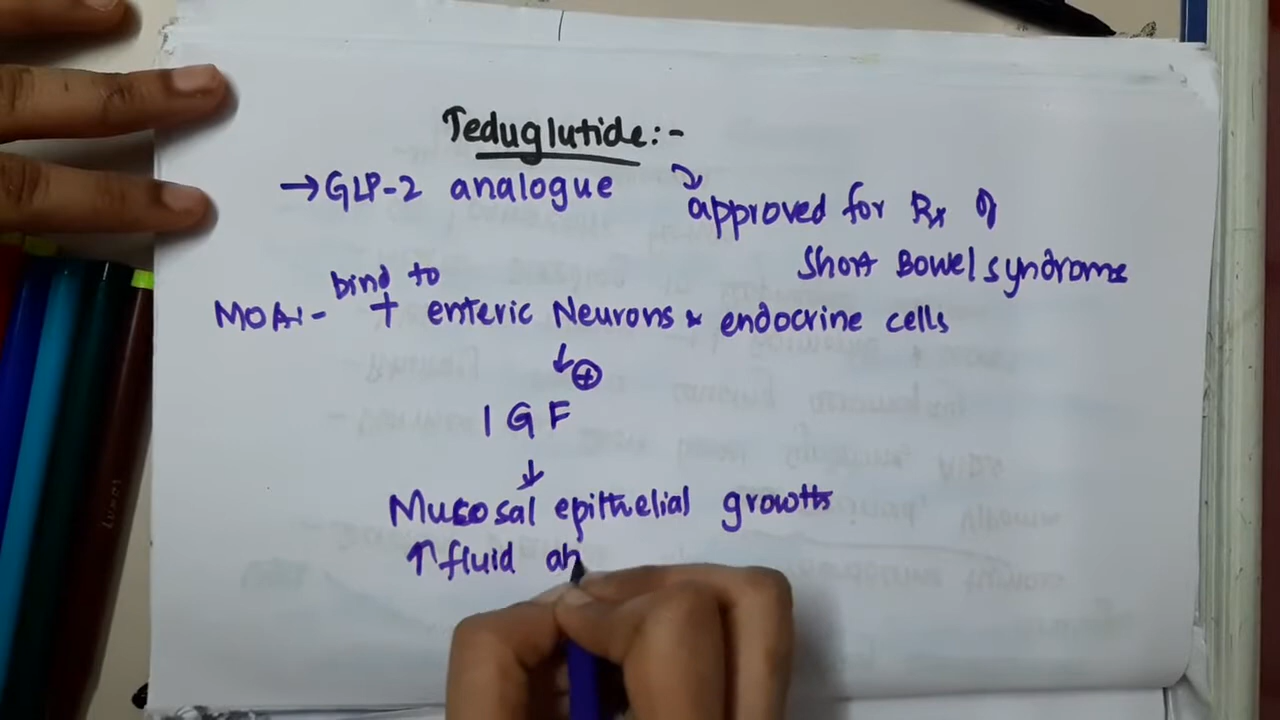 Teduglutide:-
→GLP-2 analogue
approved for Rx of
Short Bowel syndrome
bind to
MOA:- + enteric Neurons & endocrine cells
↓ ⊕
IGF
↓
Mucosal epithelial growth
↑fluid ab